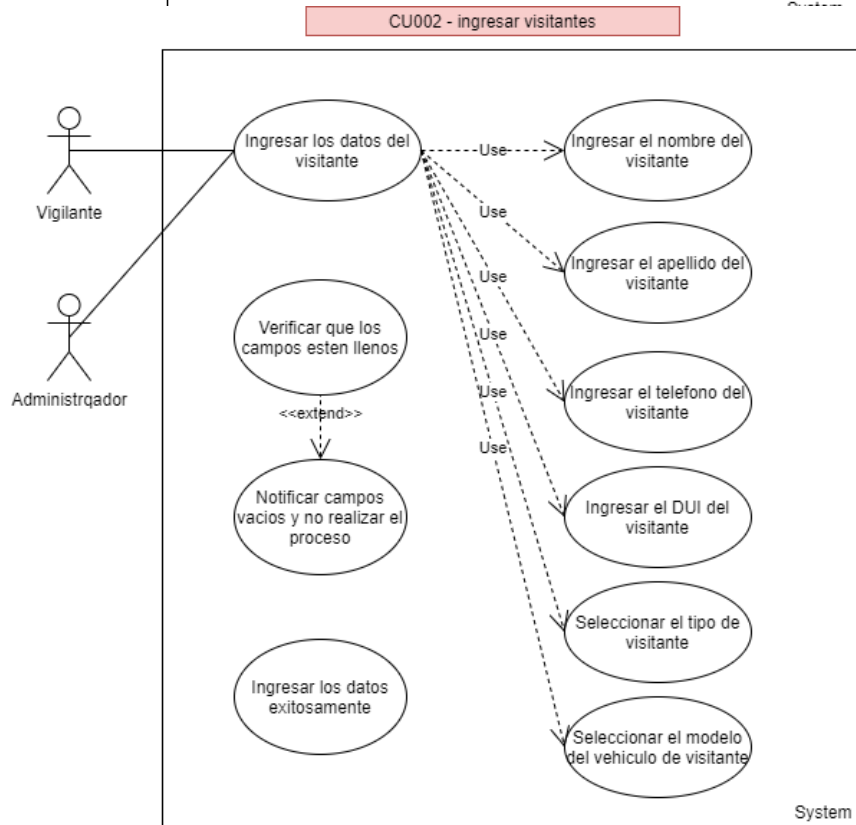 System
CU002 - ingresar visitantes
Ingresar los datos del
visitante
Use
Ingresar el nombre del
visitante
Vigilante
Use
Ingresar el apellido del
visitante
Use
Verificar que los
campos esten llenos
Use
Administrqador
Ingresar el telefono del
visitante
Use
<<extend>>
Use
Notificar campos
vacios y no realizar el
proceso
Ingresar el DUI del
visitante
Seleccionar el tipo de
visitante
Ingresar los datos
exitosamente
Seleccionar el modelo
del vehiculo de visitante
System